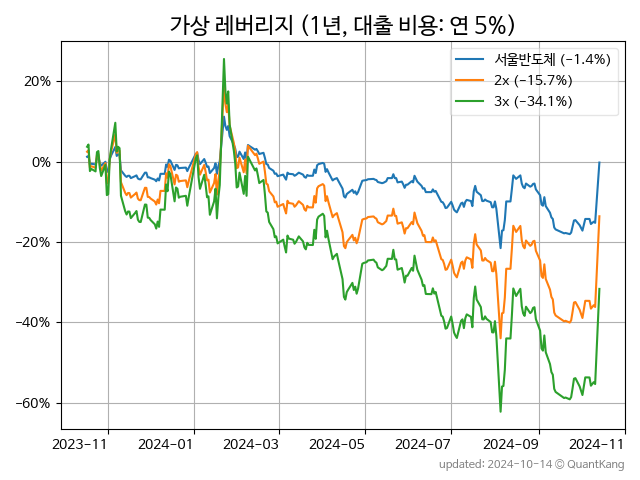 가상 레버리지 (1년, 대출 비용: 연 5%)
서울반도체 (−1.4%)
2x (−15.7%)
3x (−34.1%)
20%
0%
−20%
−40%
−60%
2023−11 2024−01 2024−03 2024−05 2024−07 2024−09 2024−11
updated: 2024-10-14 © QuantKang